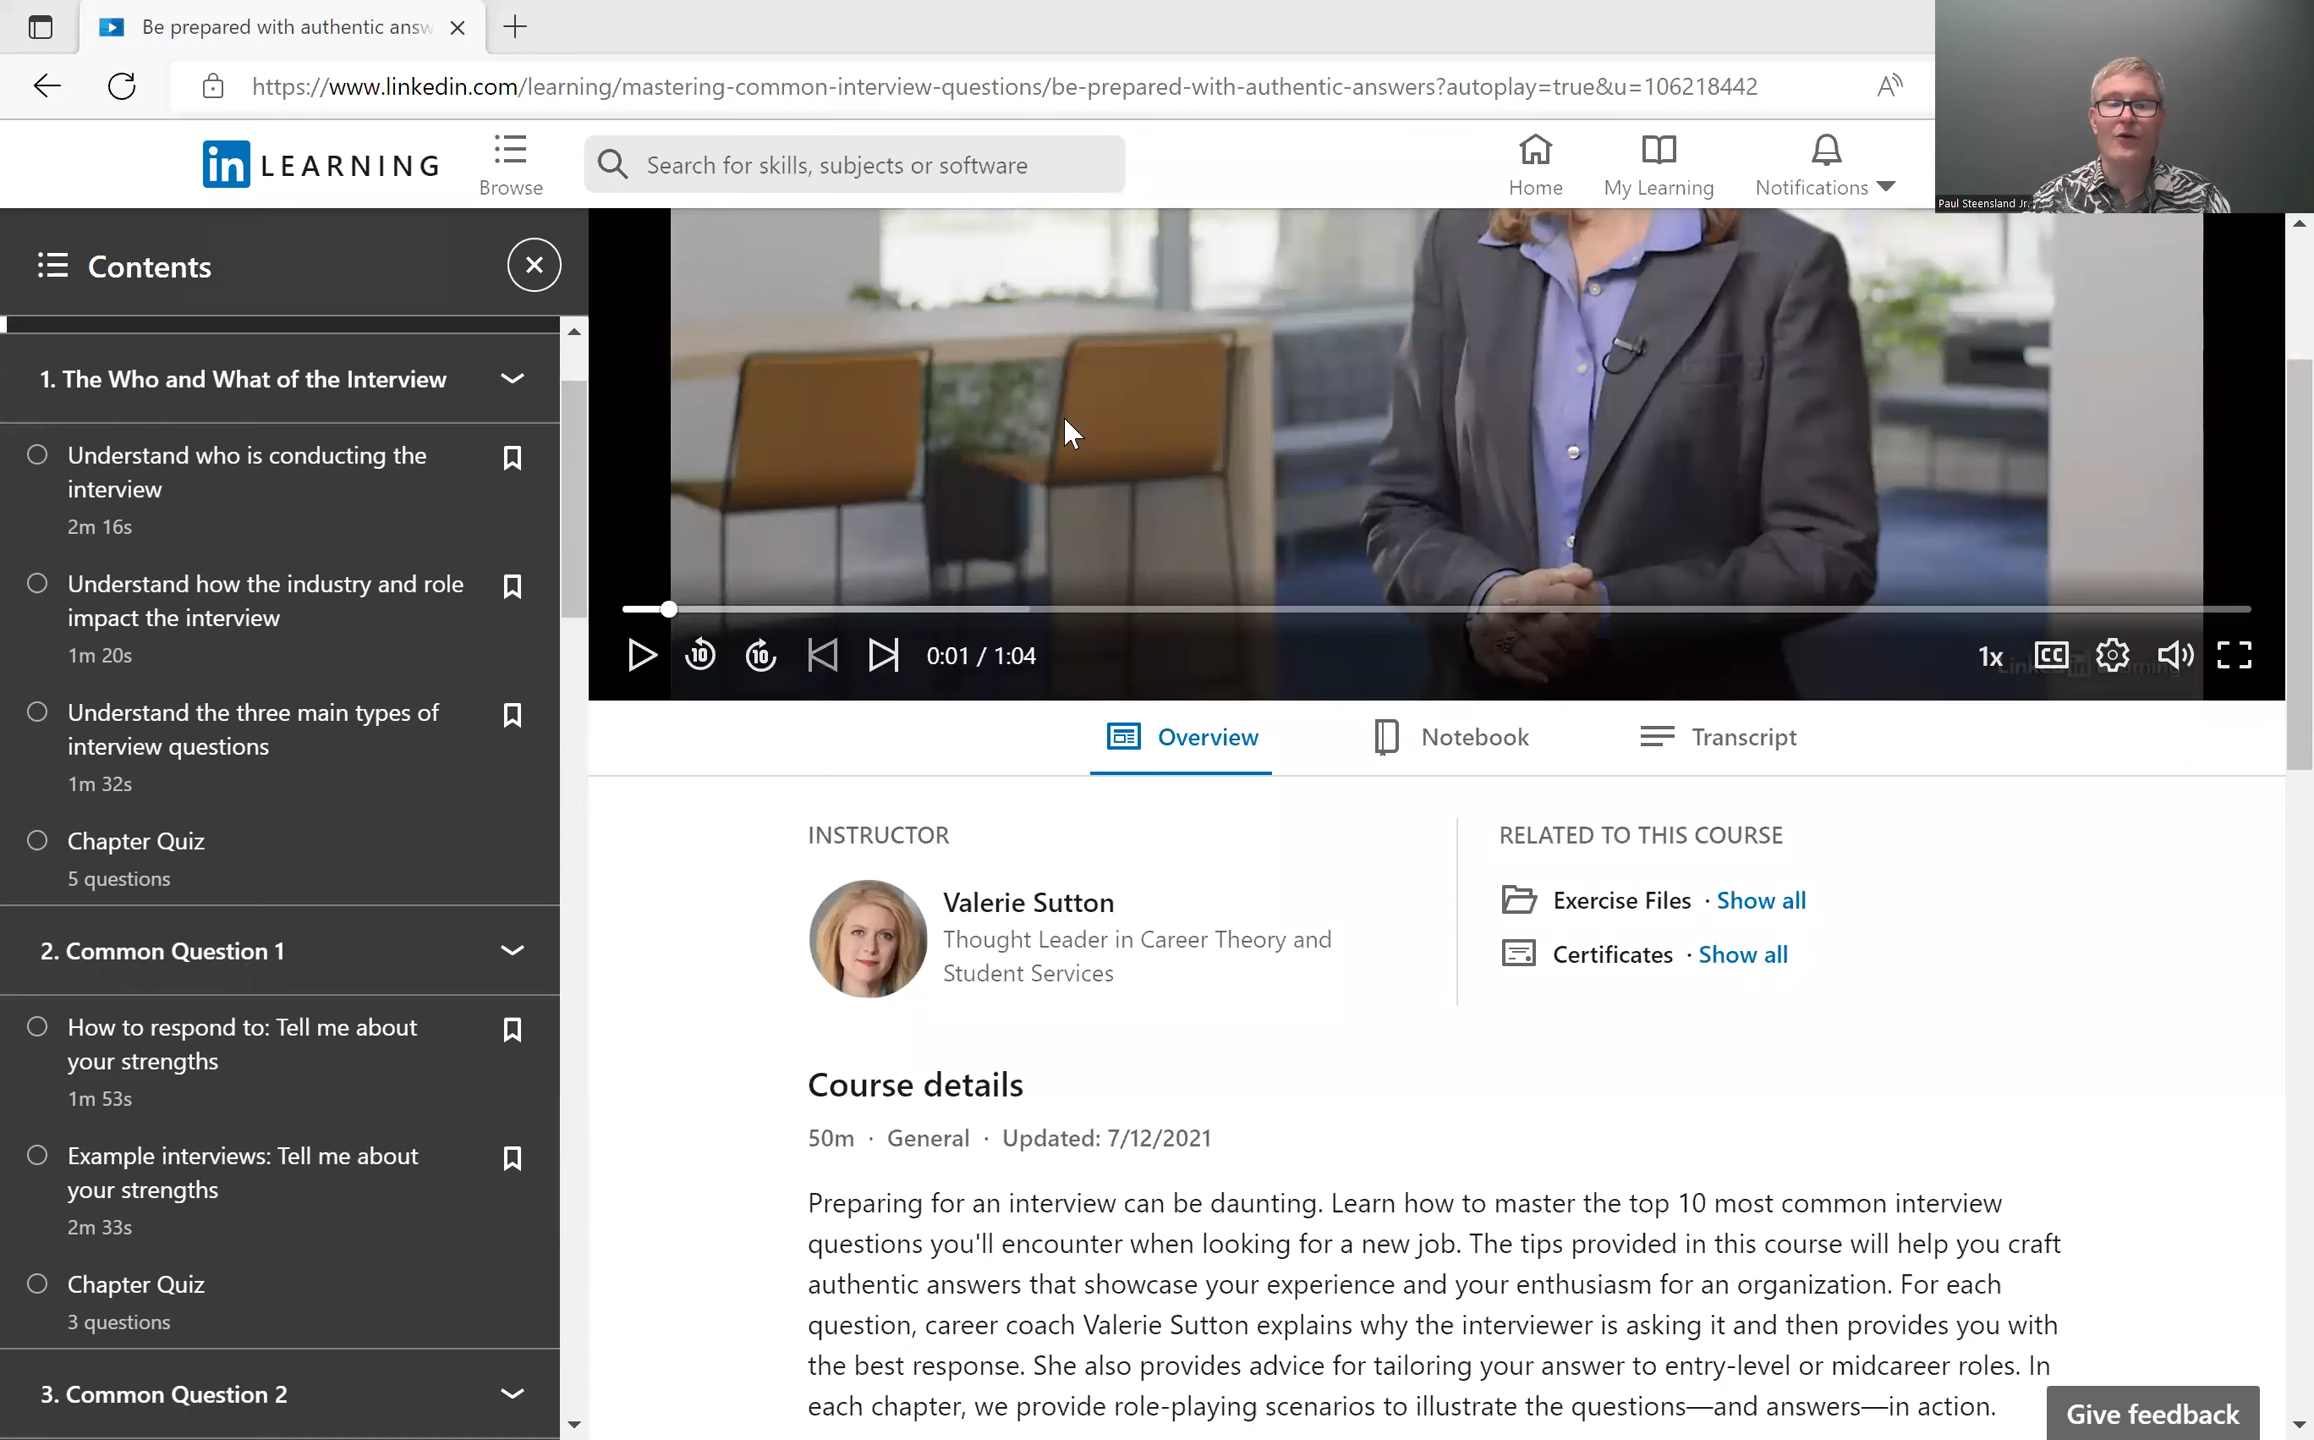 Be prepared with authentic answ
https://www.linkedin.com/learning/mastering-common-interview-questions/be-prepared-with-authentic-answers?autoplay=true&u=106218442
in LEARNING
Browse
Search for skills, subjects or software
Home
My Learning
Notifications
Paul Steensland Jr.
Contents
1. The Who and What of the Interview
Understand who is conducting the
interview
2m 16s
Understand how the industry and role
impact the interview
1m 20s
Understand the three main types of
interview questions
1m 32s
Chapter Quiz
5 questions
2. Common Question 1
How to respond to: Tell me about
your strengths
1m 53s
Example interviews: Tell me about
your strengths
2m 33s
Chapter Quiz
3 questions
3. Common Question 2
10
10
0:01 / 1:04
1x
CC
Linked in Learning
Overview
Notebook
Transcript
INSTRUCTOR
Valerie Sutton
Thought Leader in Career Theory and
Student Services
RELATED TO THIS COURSE
Exercise Files · Show all
Certificates · Show all
Course details
50m · General · Updated: 7/12/2021
Preparing for an interview can be daunting. Learn how to master the top 10 most common interview
questions you'll encounter when looking for a new job. The tips provided in this course will help you craft
authentic answers that showcase your experience and your enthusiasm for an organization. For each
question, career coach Valerie Sutton explains why the interviewer is asking it and then provides you with
the best response. She also provides advice for tailoring your answer to entry-level or midcareer roles. In
each chapter, we provide role-playing scenarios to illustrate the questions—and answers—in action.
Give feedback